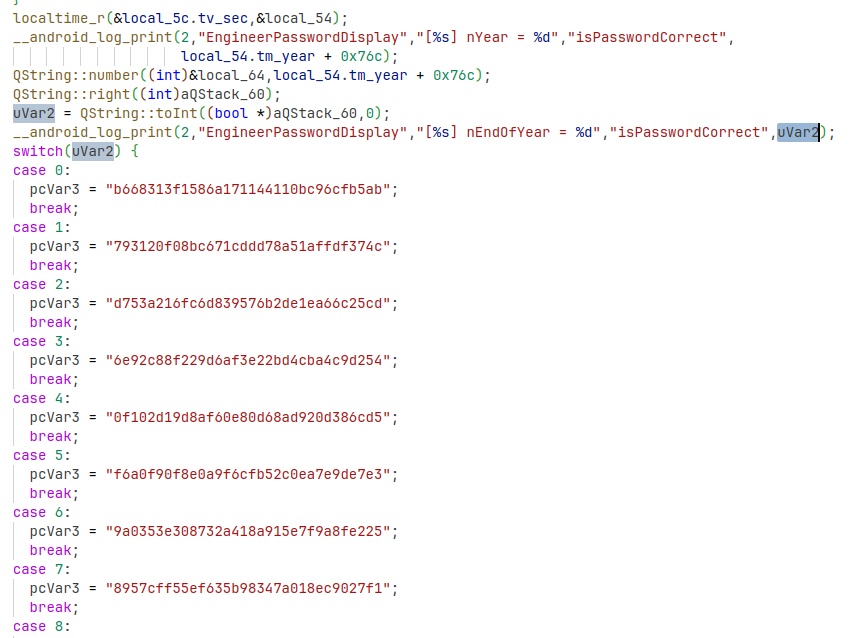 }
localtime_r(&local_5c.tv_sec,&local_54);
__android_log_print(2,"EngineerPasswordDisplay","[%s] nYear = %d","isPasswordCorrect",
local_54.tm_year + 0x76c);
QString::number((int)&local_64,local_54.tm_year + 0x76c);
QString::right((int)aQStack_60);
uVar2 = QString::toInt((bool *)aQStack_60,0);
__android_log_print(2,"EngineerPasswordDisplay","[%s] nEndOfYear = %d","isPasswordCorrect",uVar2);
switch(uVar2) {
case 0:
pcVar3 = "b668313f1586a171144110bc96cfb5ab";
break;
case 1:
pcVar3 = "793120f08bc671cddd78a51affdf374c";
break;
case 2:
pcVar3 = "d753a216fc6d839576b2de1ea66c25cd";
break;
case 3:
pcVar3 = "6e92c88f229d6af3e22bd4cba4c9d254";
break;
case 4:
pcVar3 = "0f102d19d8af60e80d68ad920d386cd5";
break;
case 5:
pcVar3 = "f6a0f90f8e0a9f6cfb52c0ea7e9de7e3";
break;
case 6:
pcVar3 = "9a0353e308732a418a915e7f9a8fe225";
break;
case 7:
pcVar3 = "8957cff55ef635b98347a018ec9027f1";
break;
case 8: